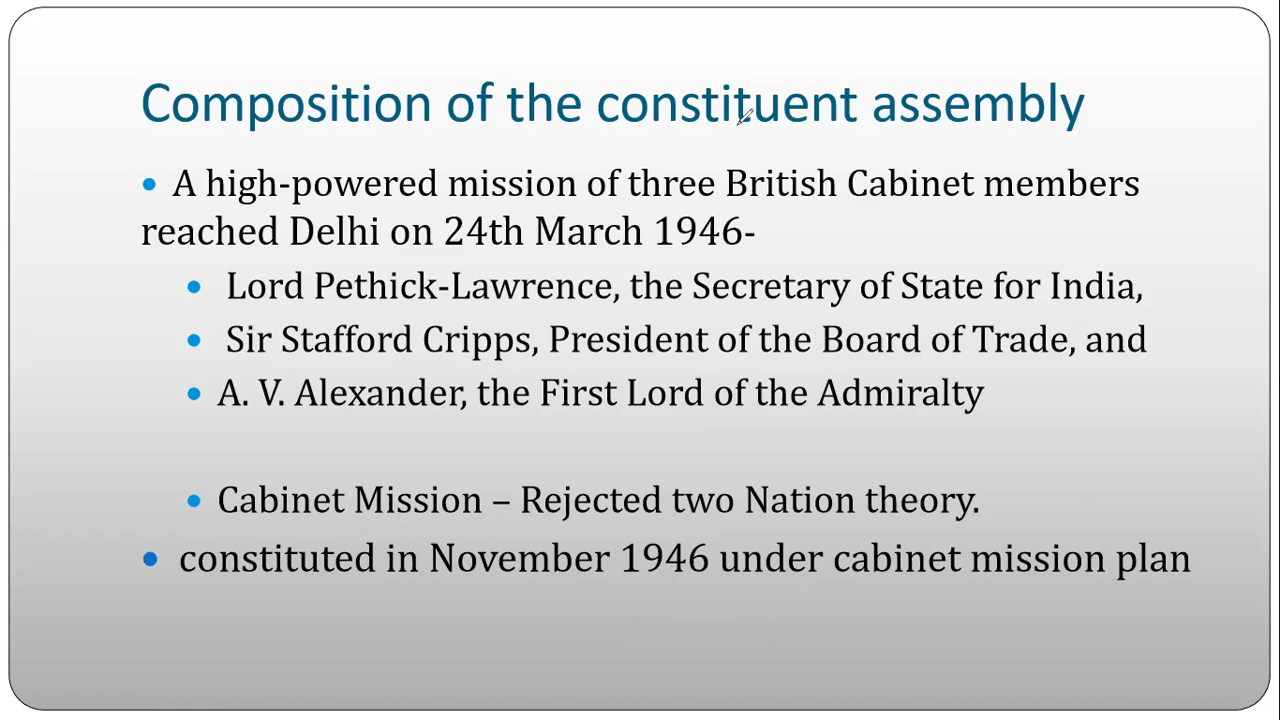 Composition of the constituent assembly
• A high-powered mission of three British Cabinet members
reached Delhi on 24th March 1946-
• Lord Pethick-Lawrence, the Secretary of State for India,
• Sir Stafford Cripps, President of the Board of Trade, and
• A. V. Alexander, the First Lord of the Admiralty
• Cabinet Mission – Rejected two Nation theory.
• constituted in November 1946 under cabinet mission plan